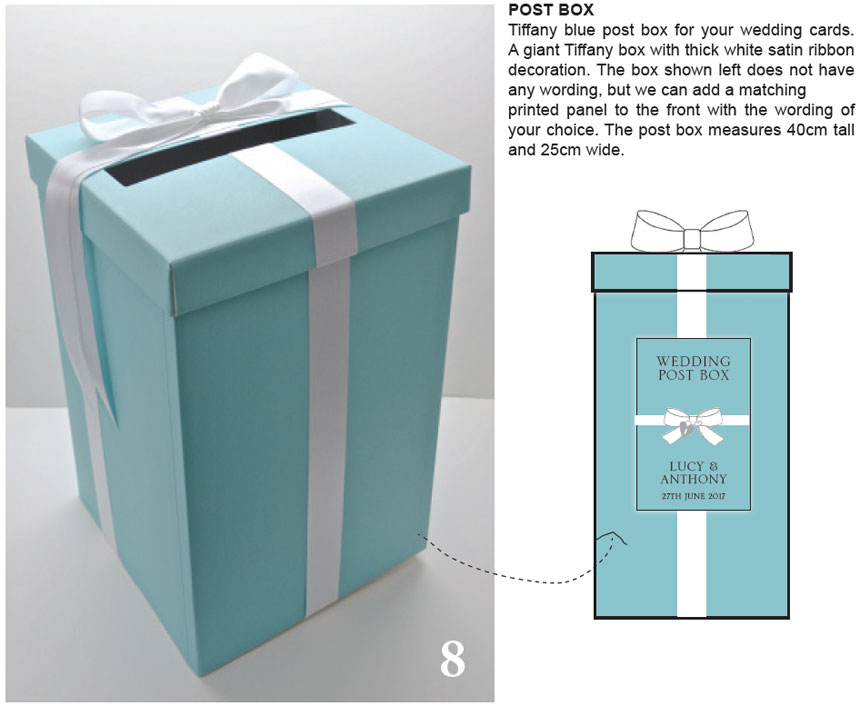 POST BOX
Tiffany blue post box for your wedding cards.
A giant Tiffany box with thick white satin ribbon
decoration. The box shown left does not have
any wording, but we can add a matching
printed panel to the front with the wording of
your choice. The post box measures 40cm tall
and 25cm wide.
WEDDING
POST BOX
LUCY &
ANTHONY
27TH JUNE 2017
8